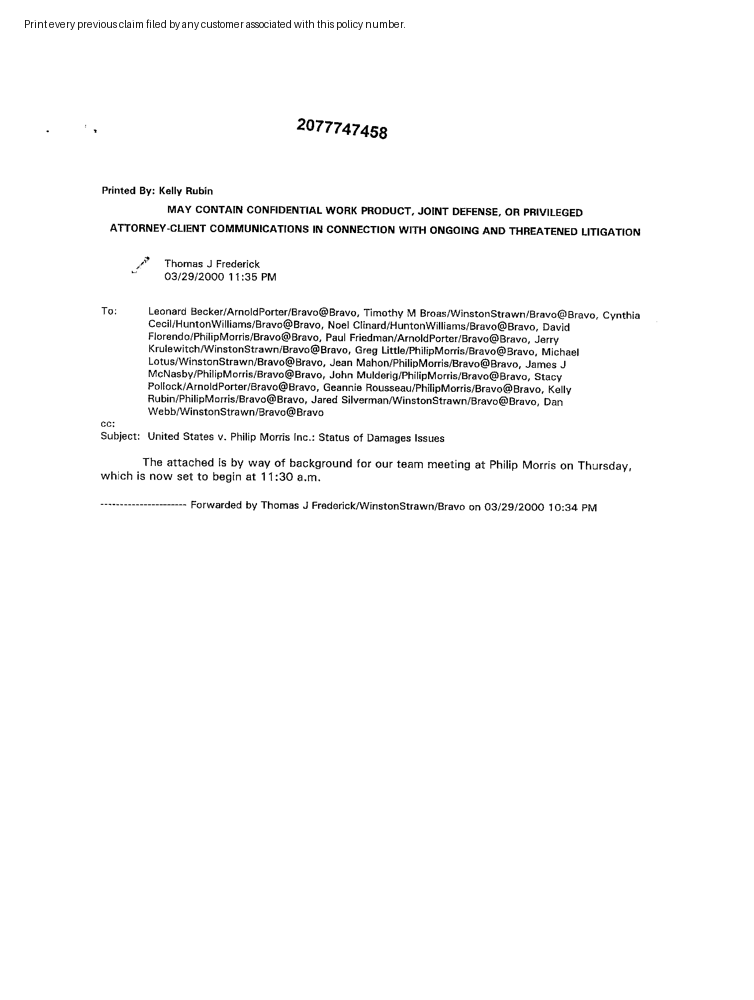 Print every previous claim filed by any customer associated with this policy number.
2077747458
Printed By: Kelly Rubin
MAY CONTAIN CONFIDENTIAL WORK PRODUCT, JOINT DEFENSE, OR PRIVILEGED
ATTORNEY-CLIENT COMMUNICATIONS IN CONNECTION WITH ONGOING AND THREATENED LITIGATION
Thomas J Frederick
03/29/2000 11:35 PM
To: Leonard Becker/ArnoldPorter/Bravo@Bravo, Timothy M Broas/WinstonStrawn/Bravo@Bravo, Cynthia
Cecil/HuntonWilliams/Bravo@Bravo, Noel Clinard/HuntonWilliams/Bravo@Bravo, David
Florendo/PhilipMorris/Bravo@Bravo, Paul Friedman/ArnoldPorter/Bravo@Bravo, Jerry
Krulewitch/WinstonStrawn/Bravo@Bravo, Greg Little/PhilipMorris/Bravo@Bravo, Michael
Lotus/WinstonStrawn/Bravo@Bravo, Jean Mahon/PhilipMorris/Bravo@Bravo, James J
McNasby/PhilipMorris/Bravo@Bravo, John Mulderig/PhilipMorris/Bravo@Bravo, Stacy
Pollock/ArnoldPorter/Bravo@Bravo, Geannie Rousseau/PhilipMorris/Bravo@Bravo, Kelly
Rubin/PhilipMorris/Bravo@Bravo, Jared Silverman/WinstonStrawn/Bravo@Bravo, Dan
Webb/WinstonStrawn/Bravo@Bravo
cc:
Subject: United States v. Philip Morris Inc.: Status of Damages Issues
The attached is by way of background for our team meeting at Philip Morris on Thursday,
which is now set to begin at 11:30 a.m.
---------------------- Forwarded by Thomas J Frederick/WinstonStrawn/Bravo on 03/29/2000 10:34 PM